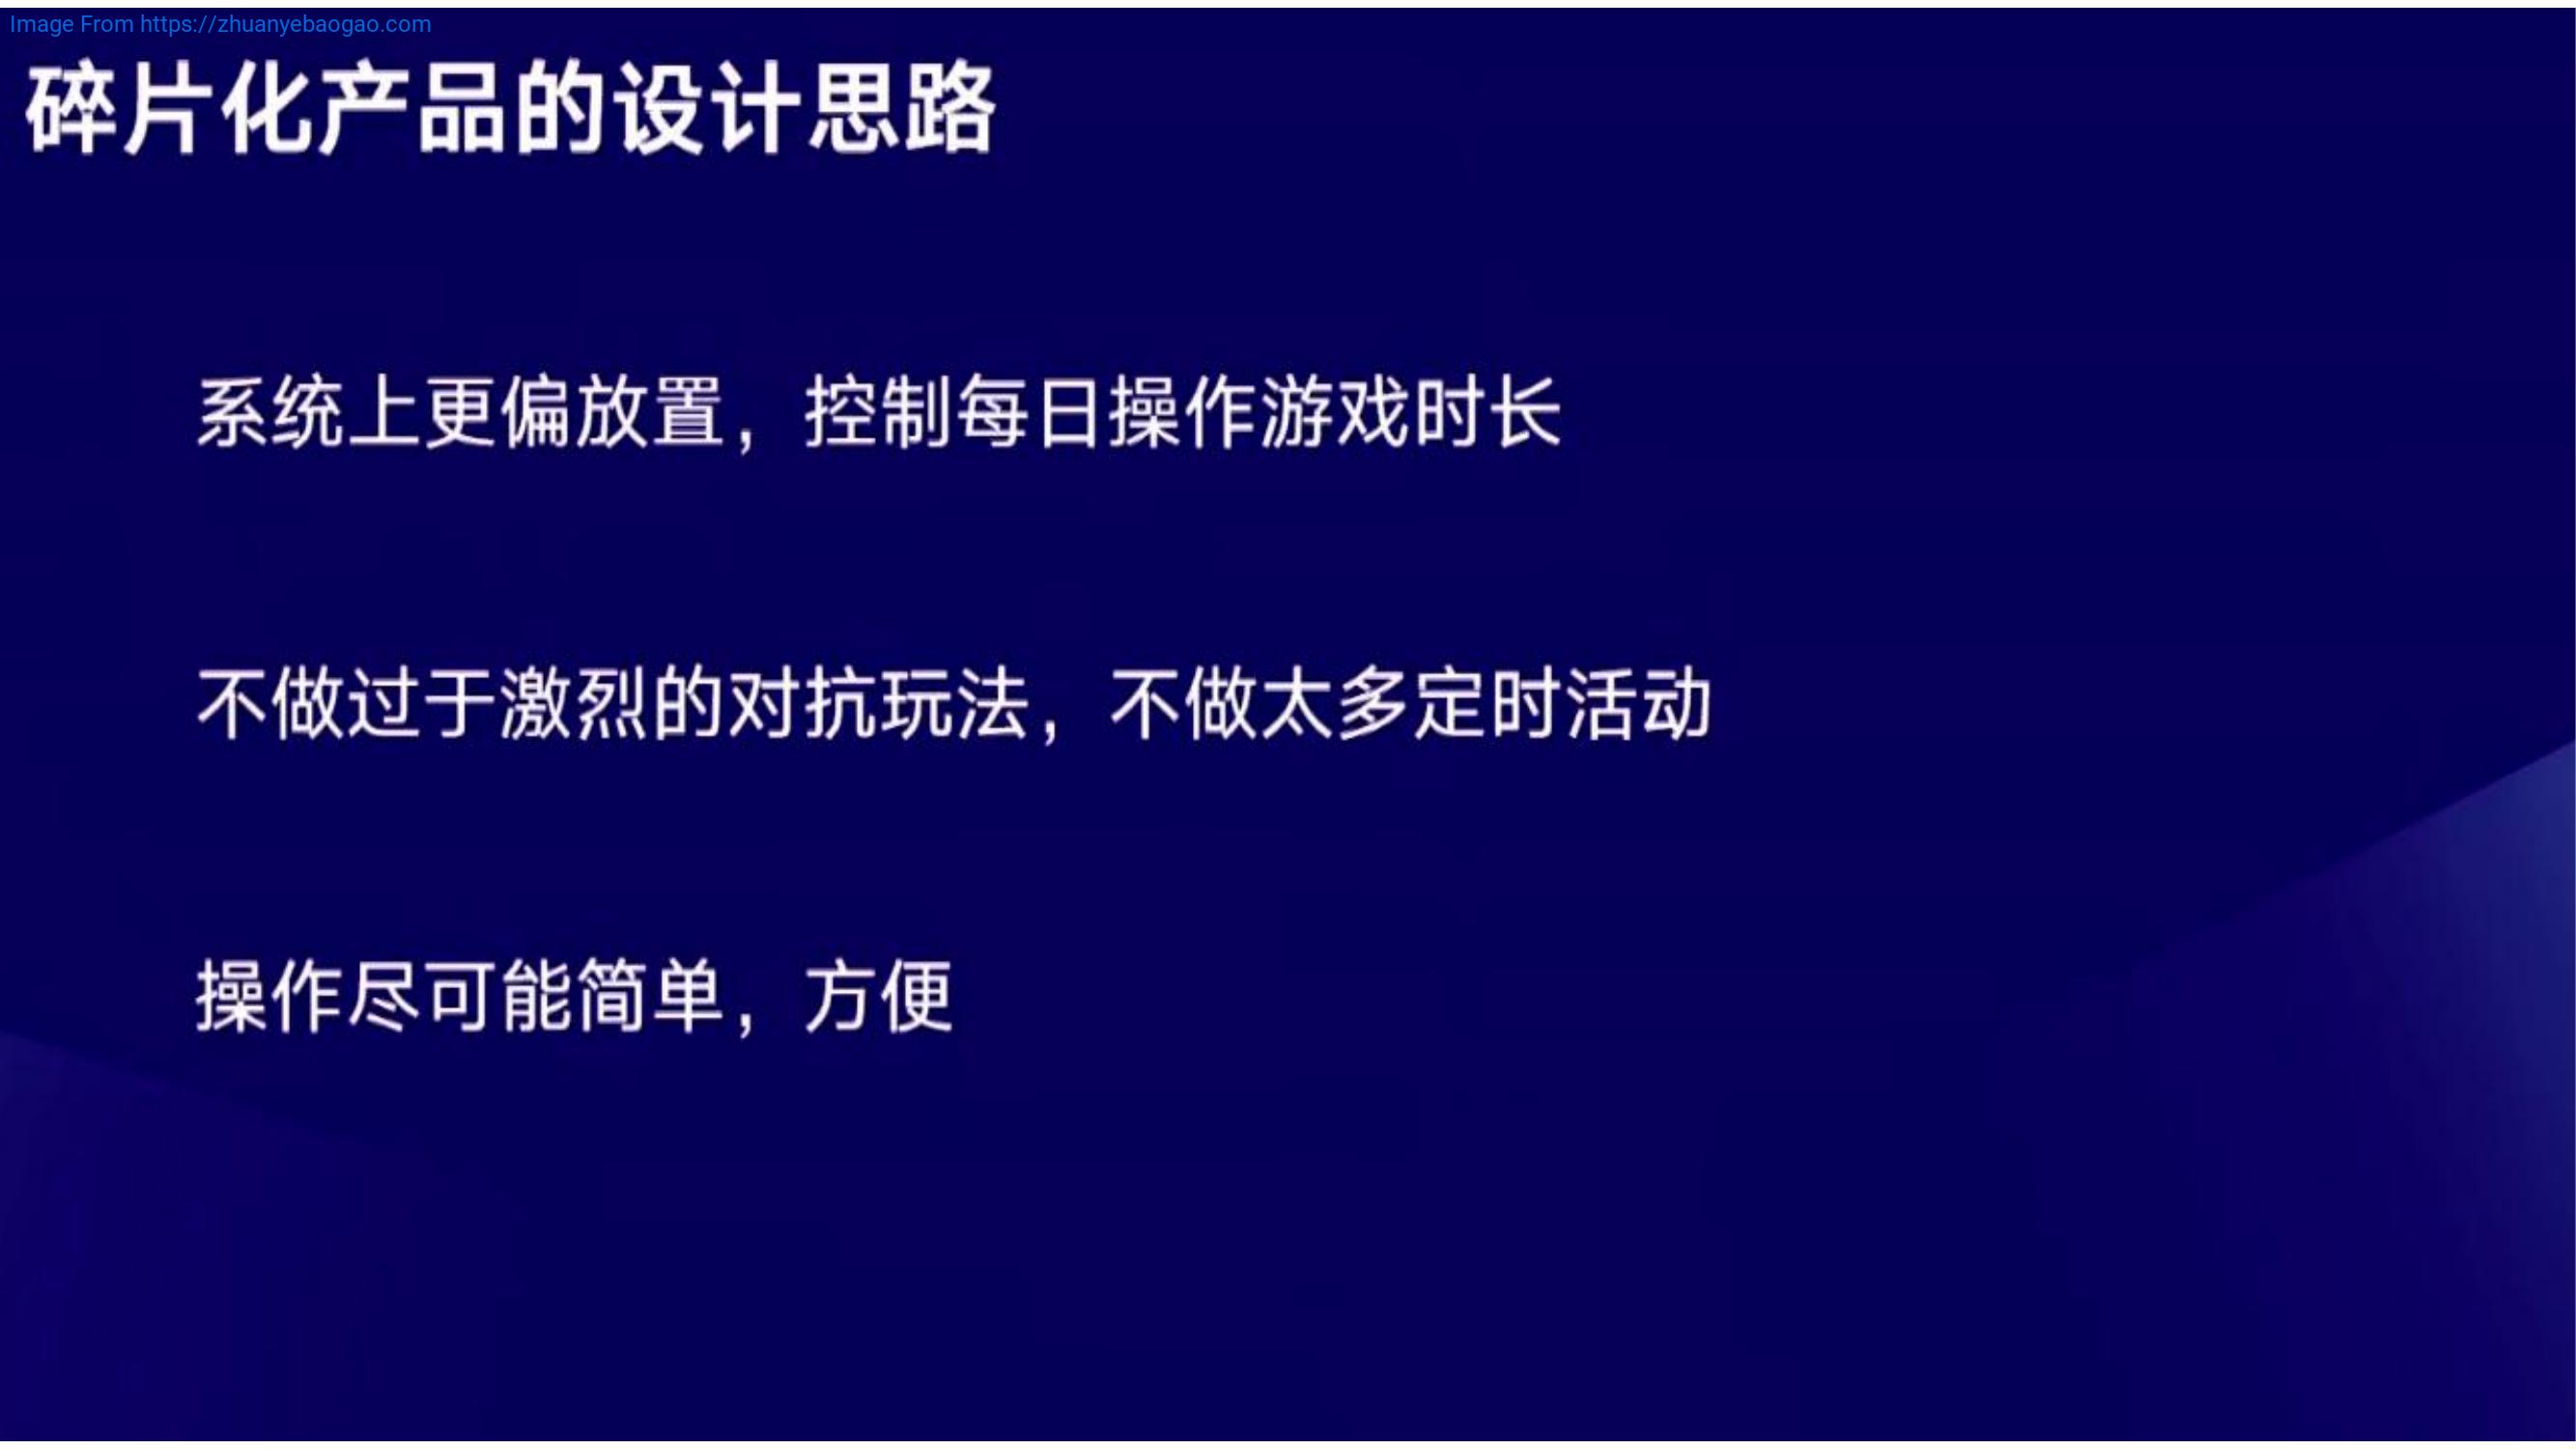 Image From https://zhuanyebaogao.com
碎片化产品的设计思路
系统上更偏放置，控制每日操作游戏时长
不做过于激烈的对抗玩法，不做太多定时活动
操作尽可能简单，方便